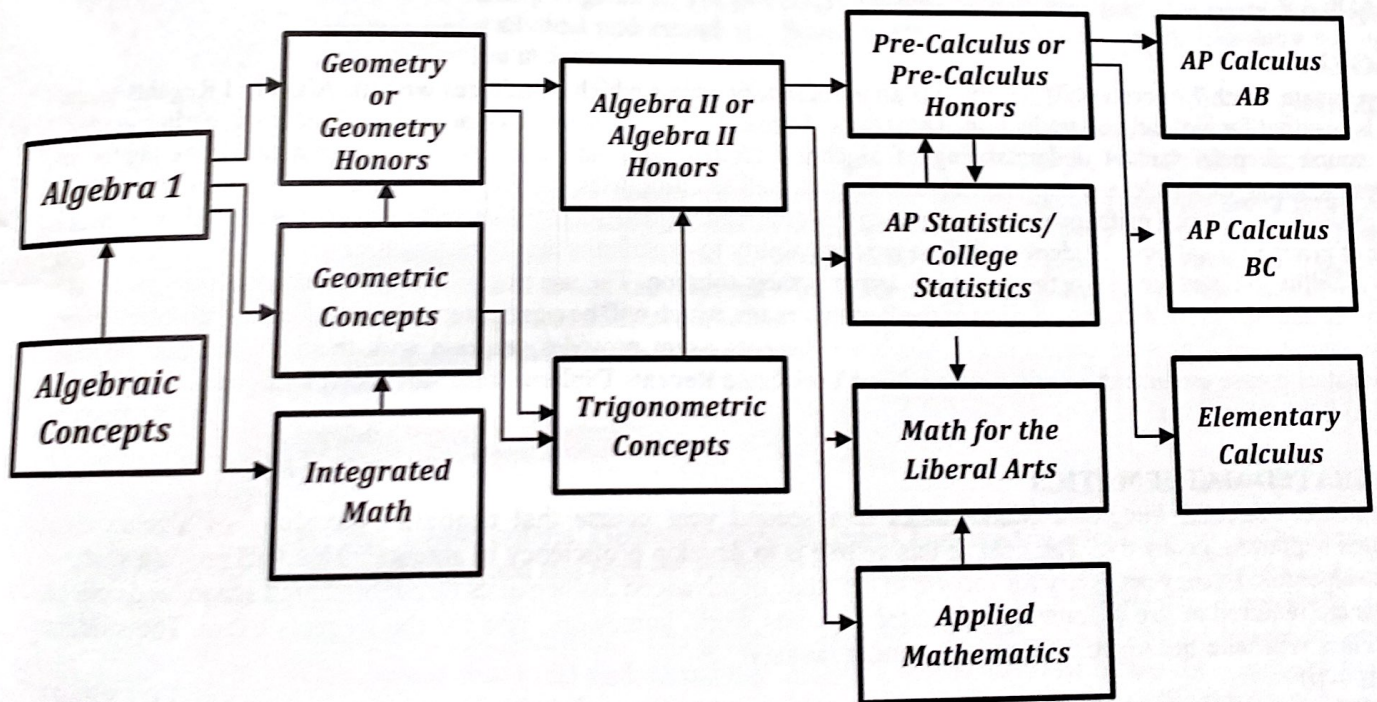 Geometry
or
Geometry
Honors
Algebra II or
Algebra II
Honors
Pre-Calculus or
Pre-Calculus
Honors
AP Calculus
AB
Algebra 1
Geometric
Concepts
AP Statistics/
College
Statistics
AP Calculus
BC
Algebraic
Concepts
Integrated
Math
Trigonometric
Concepts
Math for the
Liberal Arts
Elementary
Calculus
Applied
Mathematics